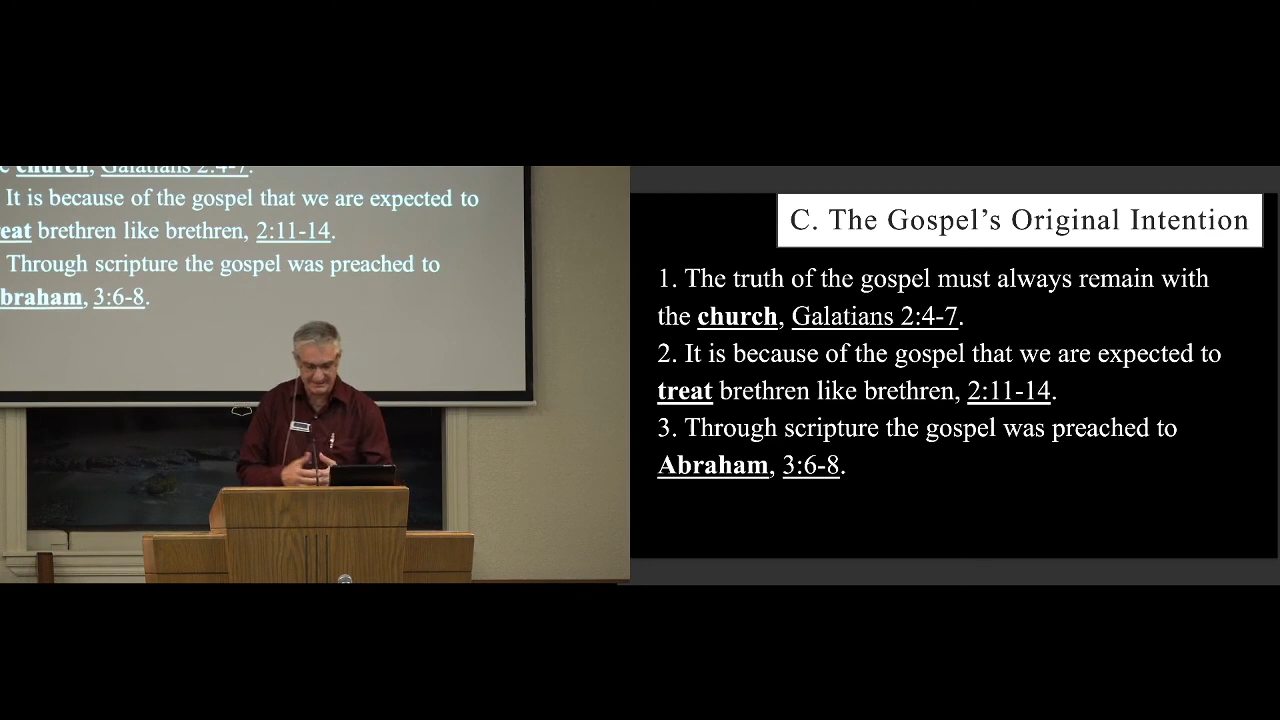 church, Galatians 2:4-7.
It is because of the gospel that we are expected to
eat brethren like brethren, 2:11-14.
Through scripture the gospel was preached to
braham, 3:6-8.
C. The Gospel’s Original Intention
1. The truth of the gospel must always remain with
the church, Galatians 2:4-7.
2. It is because of the gospel that we are expected to
treat brethren like brethren, 2:11-14.
3. Through scripture the gospel was preached to
Abraham, 3:6-8.